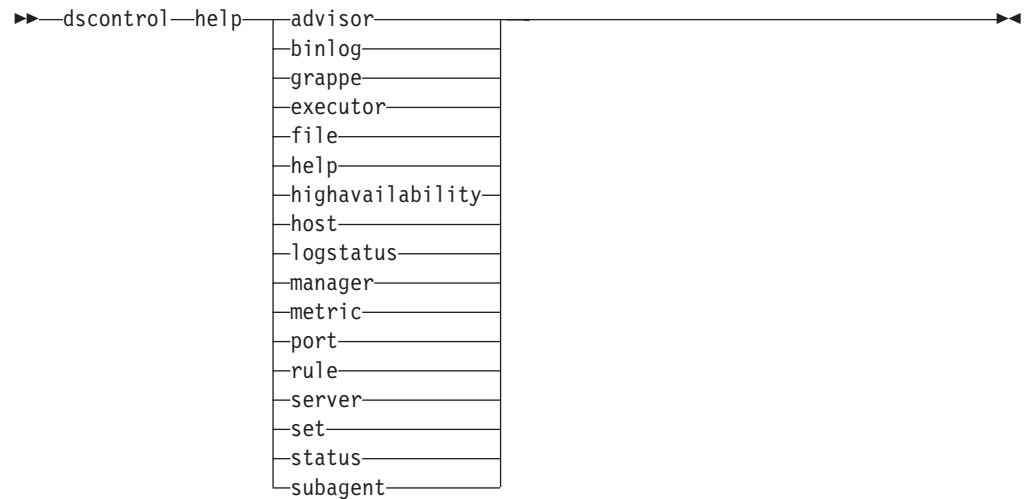 dscontrol help advisor
binlog
grappe
executor
file
help
highavailability
host
logstatus
manager
metric
port
rule
server
set
status
subagent